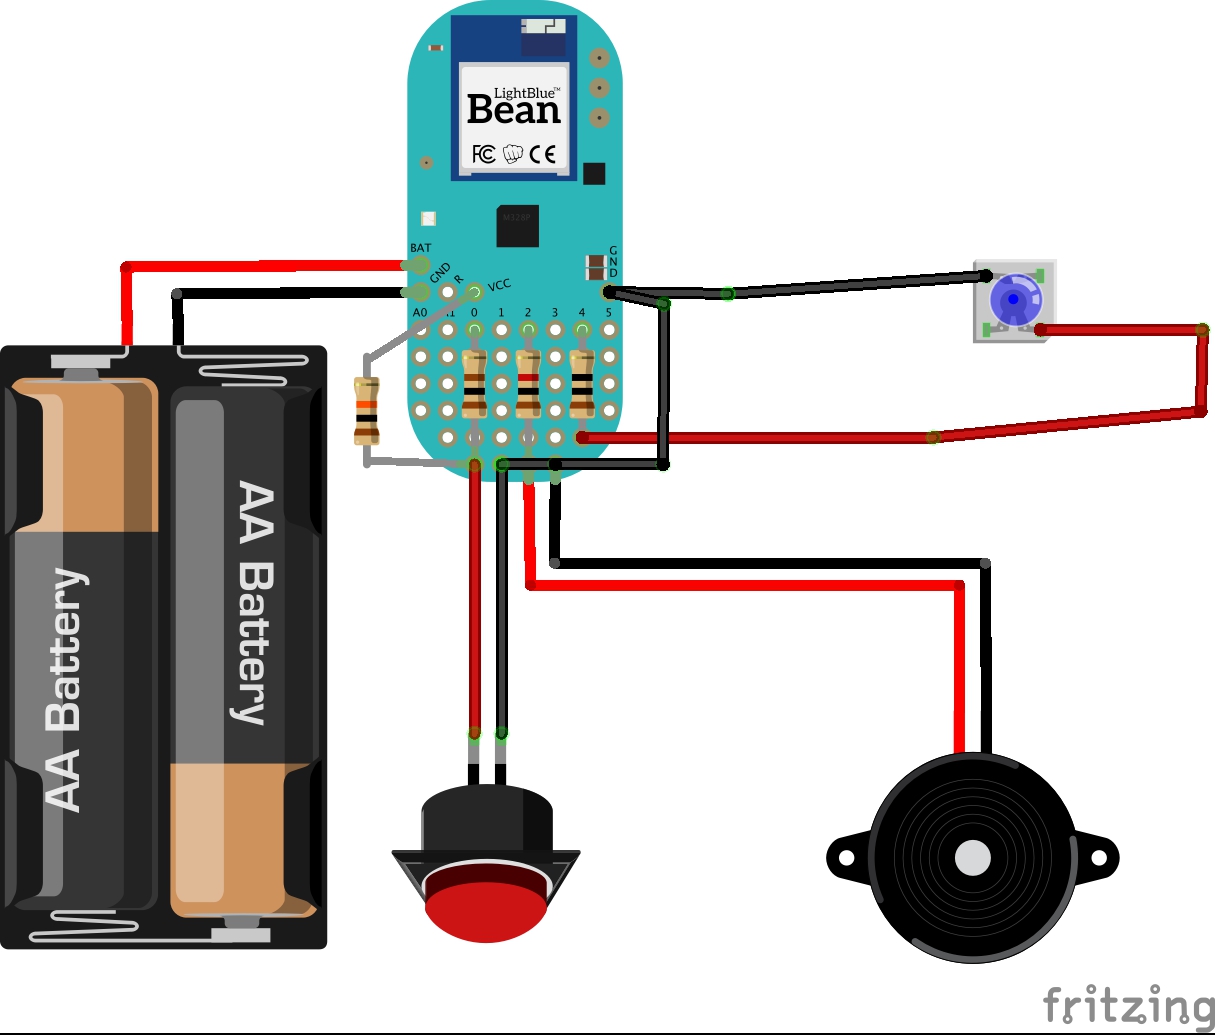 LightBlue™
Bean
FC CE
M328P
BAT
GND
R
VCC
GND
A0 A1 0 1 2 3 4 5
AA Battery
AA Battery
fritzing